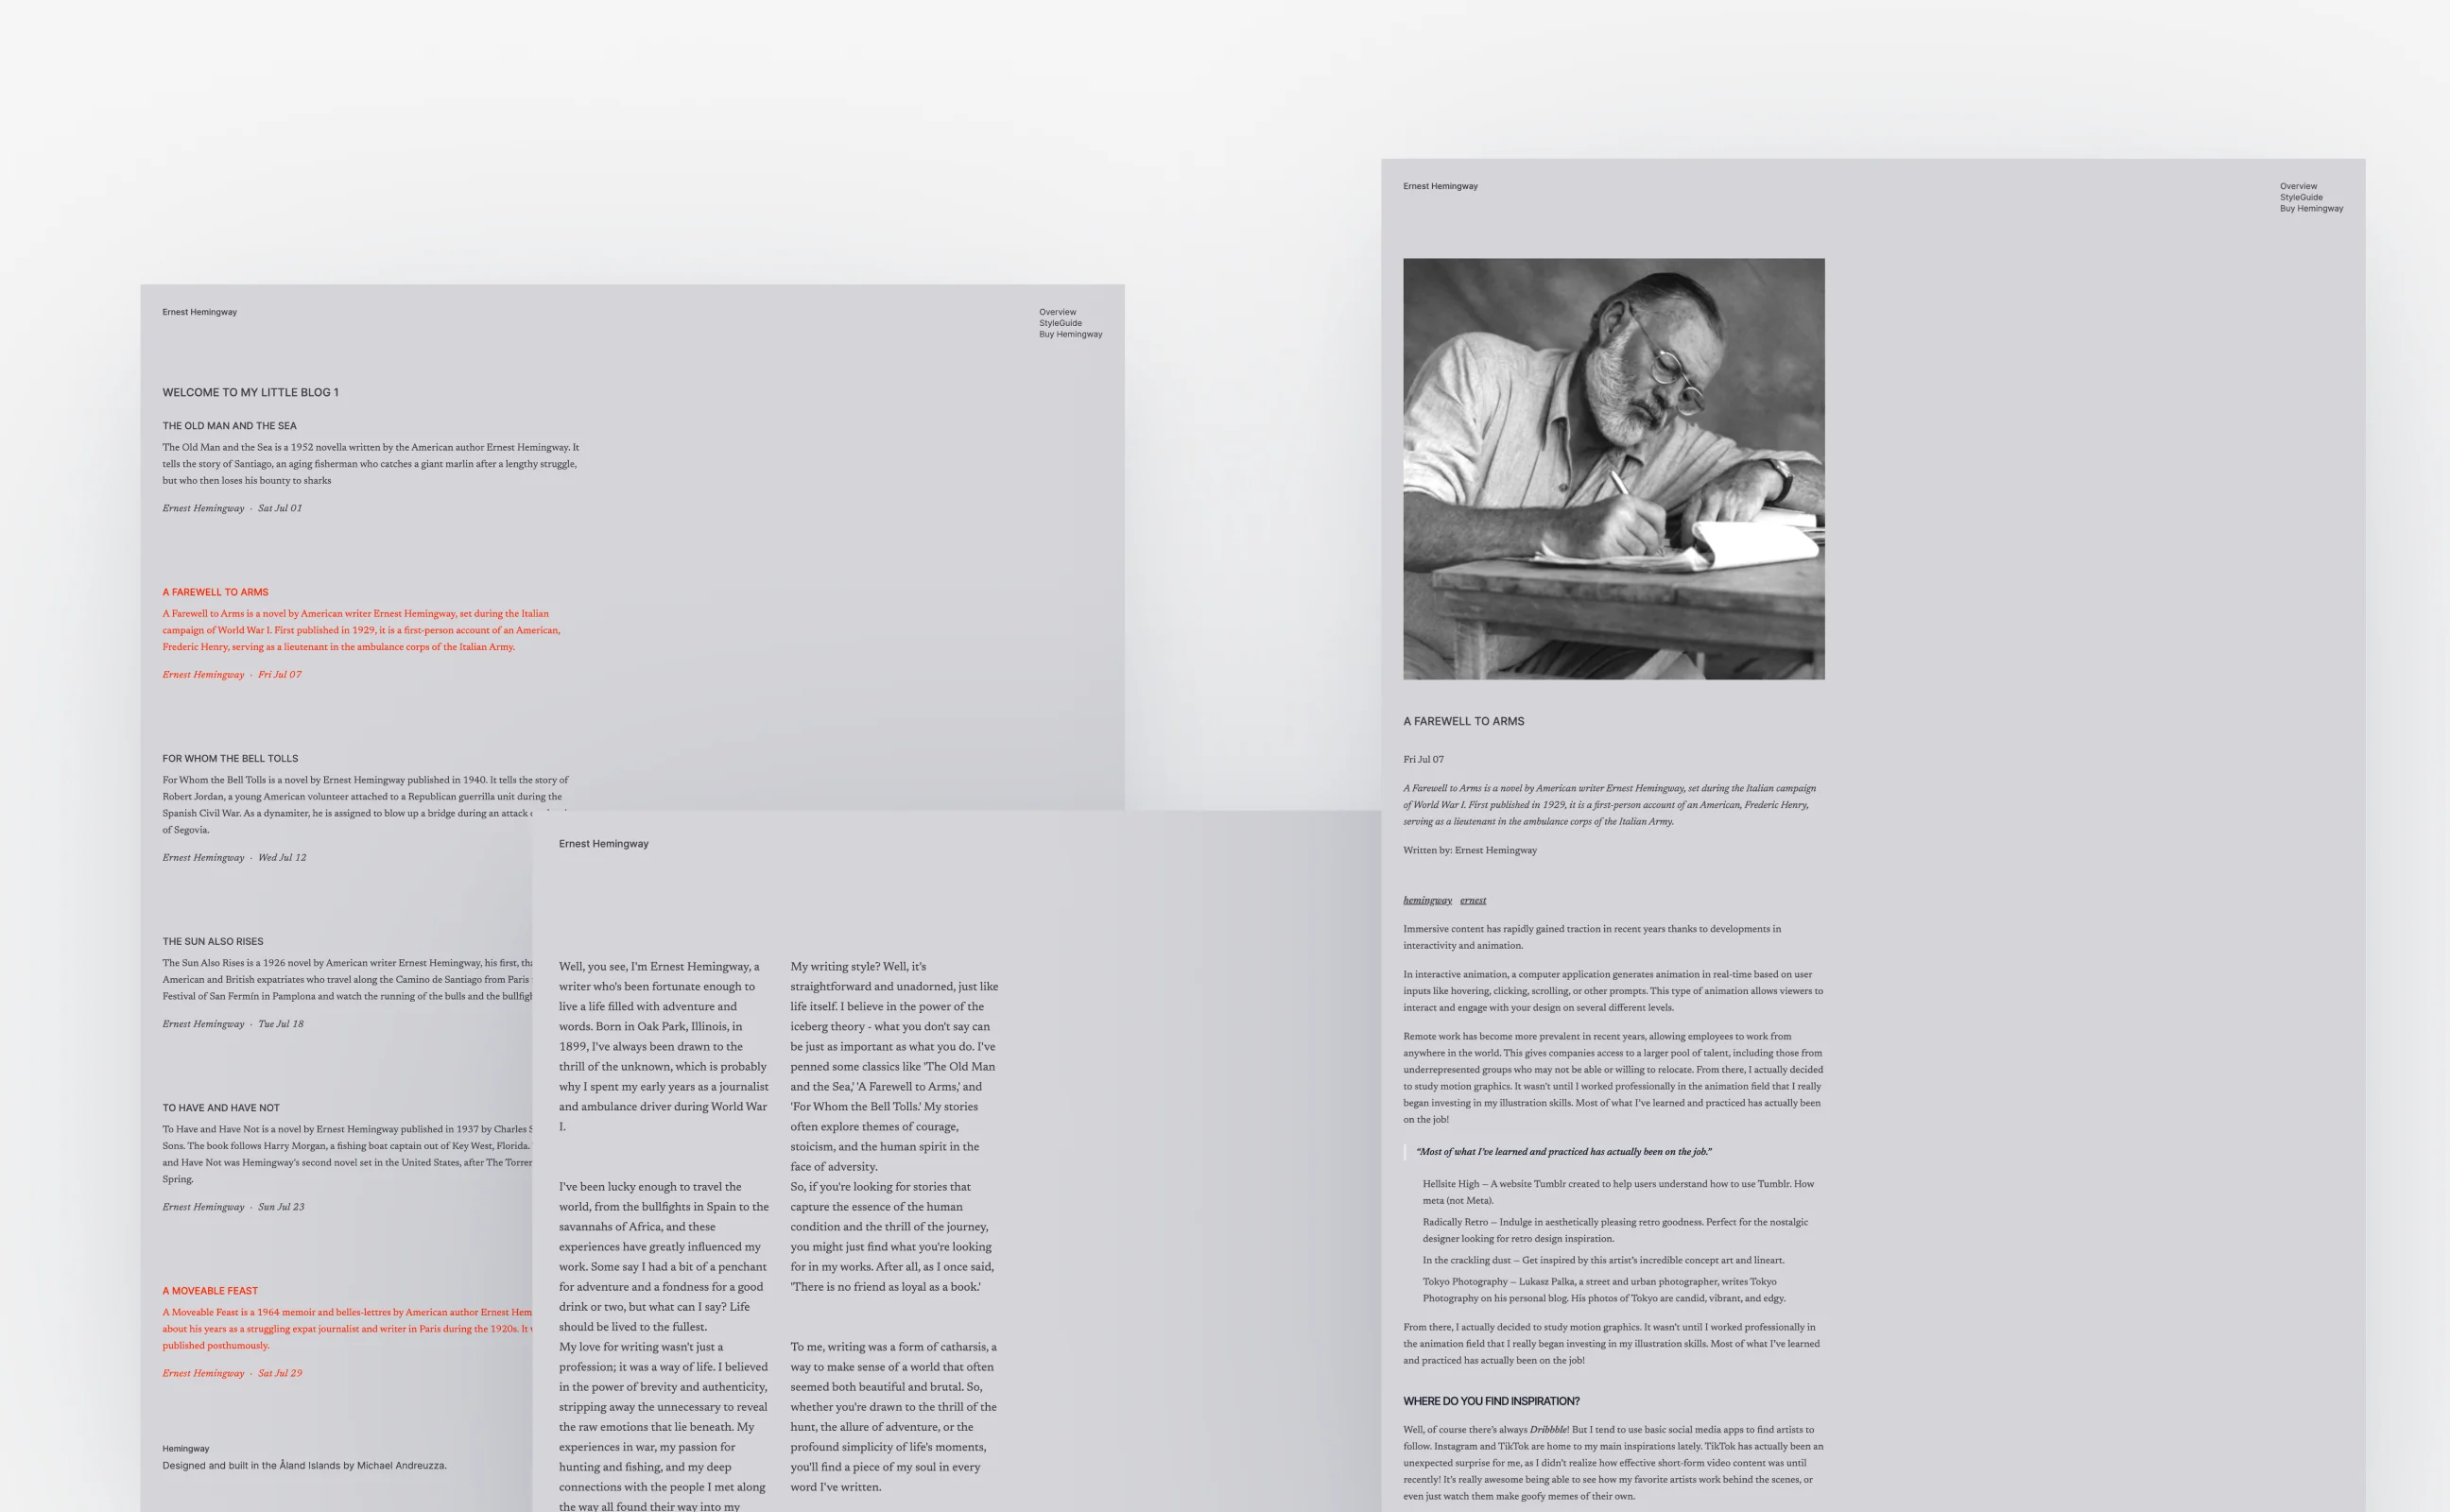 Ernest Hemingway
Overview
StyleGuide
Buy Hemingway
WELCOME TO MY LITTLE BLOG 1
THE OLD MAN AND THE SEA
The Old Man and the Sea is a 1952 novella written by the American author Ernest Hemingway. It
tells the story of Santiago, an aging fisherman who catches a giant marlin after a lengthy struggle,
but who then loses his bounty to sharks
Ernest Hemingway · Sat Jul 01
A FAREWELL TO ARMS
A Farewell to Arms is a novel by American writer Ernest Hemingway, set during the Italian
campaign of World War I. First published in 1929, it is a first-person account of an American,
Frederic Henry, serving as a lieutenant in the ambulance corps of the Italian Army.
Ernest Hemingway · Fri Jul 07
FOR WHOM THE BELL TOLLS
For Whom the Bell Tolls is a novel by Ernest Hemingway published in 1940. It tells the story of
Robert Jordan, a young American volunteer attached to a Republican guerrilla unit during the
Spanish Civil War. As a dynamiter, he is assigned to blow up a bridge during an attack
of Segovia.
Ernest Hemingway · Wed Jul 12
THE SUN ALSO RISES
The Sun Also Rises is a 1926 novel by American writer Ernest Hemingway, his first,
American and British expatriates who travel along the Camino de Santiago from Paris
Festival of San Fermín in Pamplona and watch the running of the bulls and the
Ernest Hemingway · Tue Jul 18
TO HAVE AND HAVE NOT
To Have and Have Not is a novel by Ernest Hemingway published in 1937 by Charles
Sons. The book follows Harry Morgan, a fishing boat captain out of Key West, Florida.
and Have Not was Hemingway's second novel set in the United States, after The
Spring.
Ernest Hemingway · Sun Jul 23
A MOVEABLE FEAST
A Moveable Feast is a 1964 memoir and belles-lettres by American author Ernest
about his years as a struggling expat journalist and writer in Paris during the 1920s. It
published posthumously.
Ernest Hemingway · Sat Jul 29
Hemingway
Designed and built in the Åland Islands by Michael Andreuzza.
Ernest Hemingway
Well, you see, I'm Ernest Hemingway, a
writer who's been fortunate enough to
live a life filled with adventure and
words. Born in Oak Park, Illinois, in
1899, I've always been drawn to the
thrill of the unknown, which is probably
why I spent my early years as a journalist
and ambulance driver during World War
I.
I've been lucky enough to travel the
world, from the bullfights in Spain to the
savannahs of Africa, and these
experiences have greatly influenced my
work. Some say I had a bit of a penchant
for adventure and a fondness for a good
drink or two, but what can I say? Life
should be lived to the fullest.
My love for writing wasn't just a
profession; it was a way of life. I believed
in the power of brevity and authenticity,
stripping away the unnecessary to reveal
the raw emotions that lie beneath. My
experiences in war, my passion for
hunting and fishing, and my deep
connections with the people I met along
the way all found their way into my
My writing style? Well, it's
straightforward and unadorned, just like
life itself. I believe in the power of the
iceberg theory - what you don't say can
be just as important as what you do. I've
penned some classics like 'The Old Man
and the Sea,' 'A Farewell to Arms,' and
'For Whom the Bell Tolls.' My stories
often explore themes of courage,
stoicism, and the human spirit in the
face of adversity.
So, if you're looking for stories that
capture the essence of the human
condition and the thrill of the journey,
you might just find what you're looking
for in my works. After all, as I once said,
'There is no friend as loyal as a book.'
To me, writing was a form of catharsis, a
way to make sense of a world that often
seemed both beautiful and brutal. So,
whether you're drawn to the thrill of the
hunt, the allure of adventure, or the
profound simplicity of life's moments,
you'll find a piece of my soul in every
word I've written.
Ernest Hemingway
Overview
StyleGuide
Buy Hemingway
A FAREWELL TO ARMS
Fri Jul 07
A Farewell to Arms is a novel by American writer Ernest Hemingway, set during the Italian campaign
of World War I. First published in 1929, it is a first-person account of an American, Frederic Henry,
serving as a lieutenant in the ambulance corps of the Italian Army.
Written by: Ernest Hemingway
hemingway ernest
Immersive content has rapidly gained traction in recent years thanks to developments in
interactivity and animation.
In interactive animation, a computer application generates animation in real-time based on user
inputs like hovering, clicking, scrolling, or other prompts. This type of animation allows viewers to
interact and engage with your design on several different levels.
Remote work has become more prevalent in recent years, allowing employees to work from
anywhere in the world. This gives companies access to a larger pool of talent, including those from
underrepresented groups who may not be able or willing to relocate. From there, I actually decided
to study motion graphics. It wasn't until I worked professionally in the animation field that I really
began investing in my illustration skills. Most of what I've learned and practiced has actually been
on the job!
“Most of what I've learned and practiced has actually been on the job.”
Hellsite High – A website Tumblr created to help users understand how to use Tumblr. How
meta (not Meta).
Radically Retro – Indulge in aesthetically pleasing retro goodness. Perfect for the nostalgic
designer looking for retro design inspiration.
In the crackling dust – Get inspired by this artist's incredible concept art and lineart.
Tokyo Photography – Lukasz Palka, a street and urban photographer, writes Tokyo
Photography on his personal blog. His photos of Tokyo are candid, vibrant, and edgy.
From there, I actually decided to study motion graphics. It wasn't until I worked professionally in
the animation field that I really began investing in my illustration skills. Most of what I've learned
and practiced has actually been on the job!
WHERE DO YOU FIND INSPIRATION?
Well, of course there's always Dribbble! But I tend to use basic social media apps to find artists to
follow. Instagram and TikTok are home to my main inspirations lately. TikTok has actually been an
unexpected surprise for me, as I didn't realize how effective short-form video content was until
recently! It's really awesome being able to see how my favorite artists work behind the scenes, or
even just watch them make goofy memes of their own.